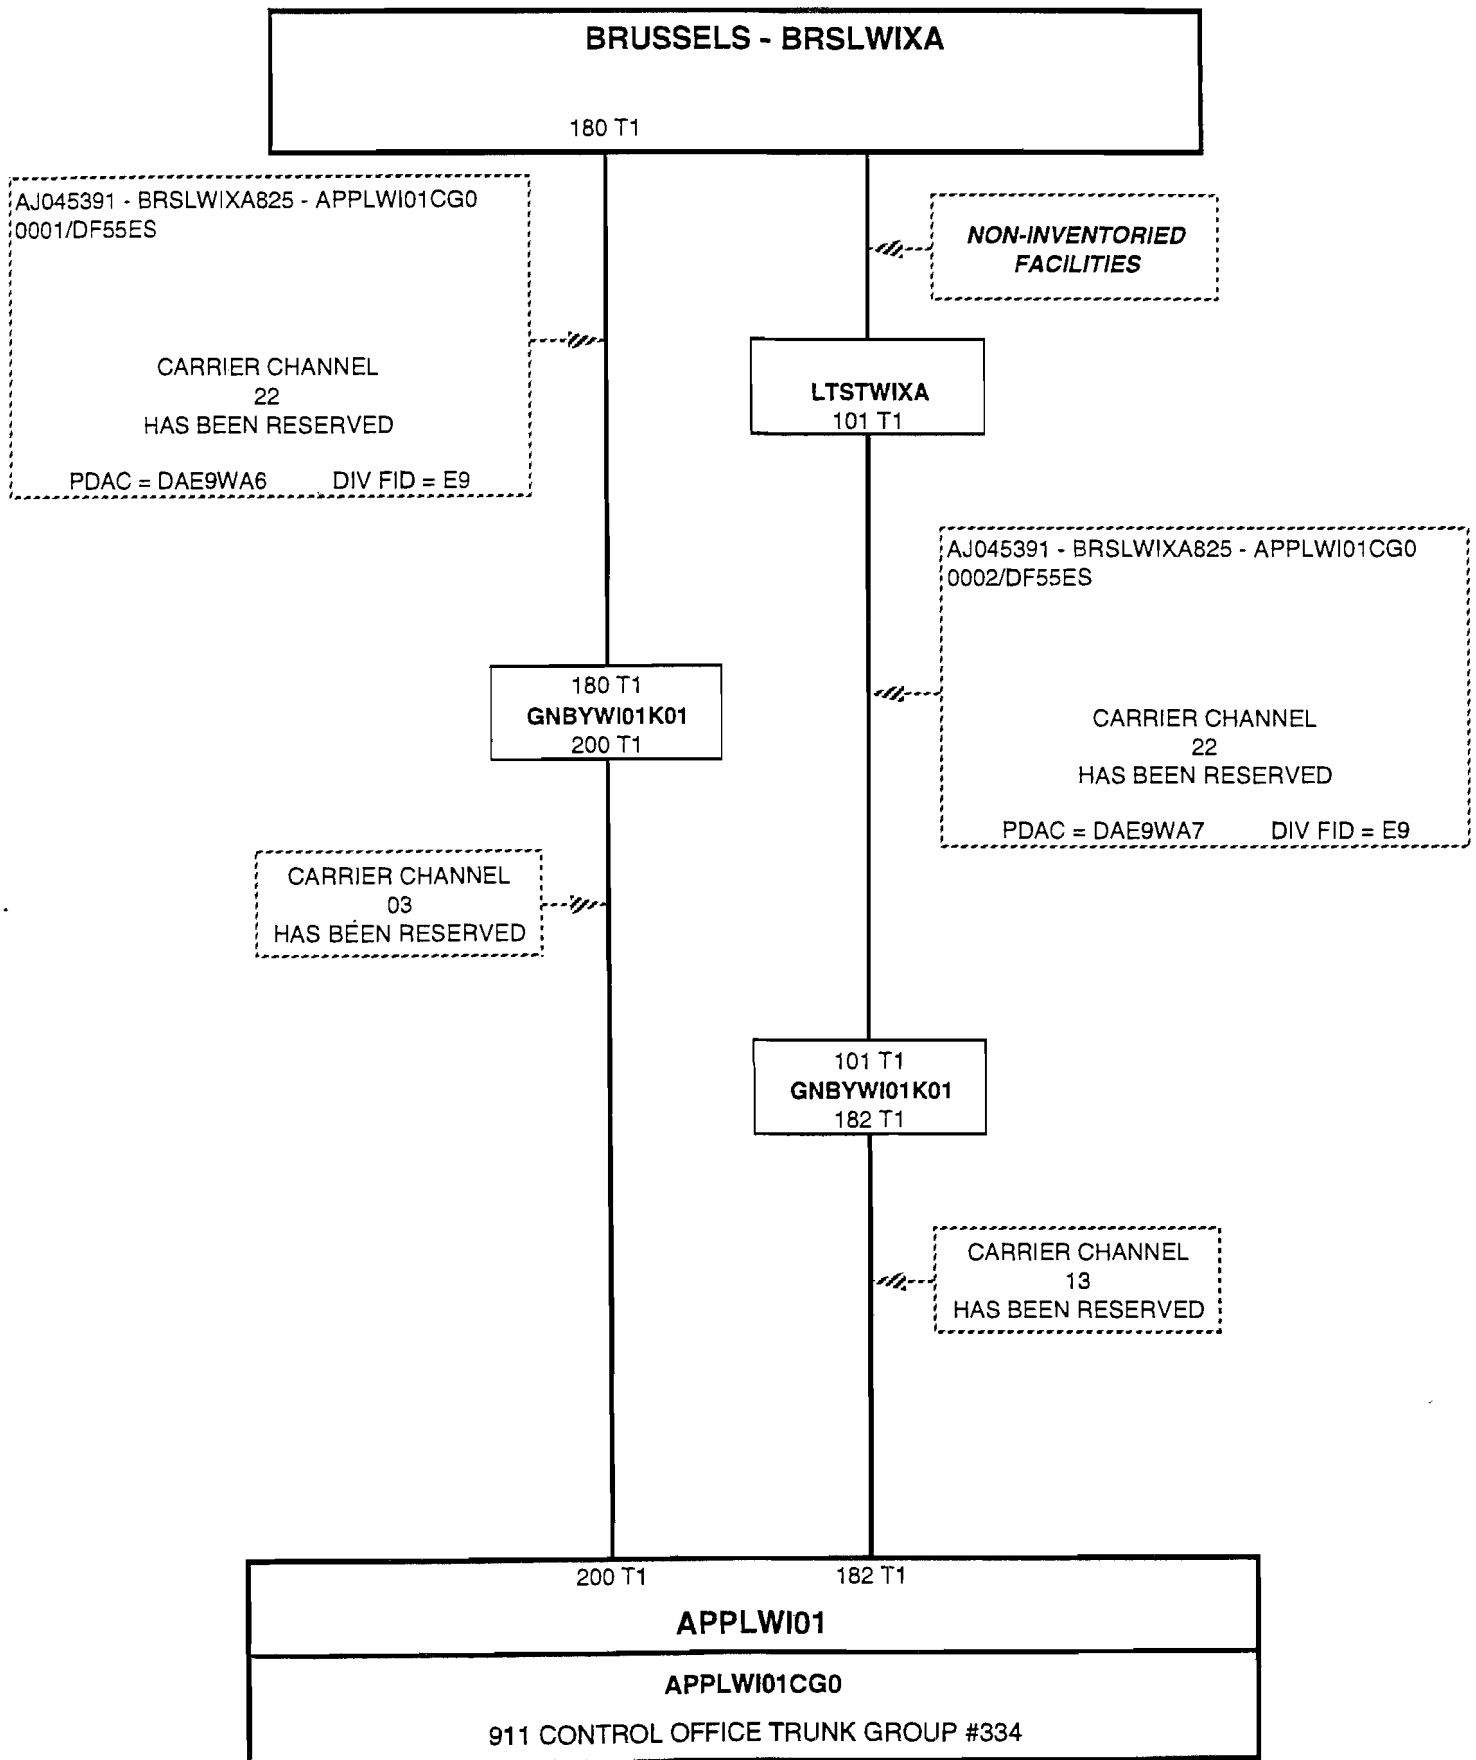 BRUSSELS - BRSLWIXA
180 T1
AJ045391 - BRSLWIXA825 - APPLWI01CG0
0001/DF55ES
CARRIER CHANNEL
22
HAS BEEN RESERVED
PDAC = DAE9WA6 DIV FID = E9
NON-INVENTORIED
FACILITIES
LTSTWIXA
101 T1
AJ045391 - BRSLWIXA825 - APPLWI01CG0
0002/DF55ES
CARRIER CHANNEL
22
HAS BEEN RESERVED
PDAC = DAE9WA7 DIV FID = E9
180 T1
GNBYWI01K01
200 T1
CARRIER CHANNEL
03
HAS BEEN RESERVED
101 T1
GNBYWI01K01
182 T1
CARRIER CHANNEL
13
HAS BEEN RESERVED
200 T1 182 T1
APPLWI01
APPLWI01CG0
911 CONTROL OFFICE TRUNK GROUP #334